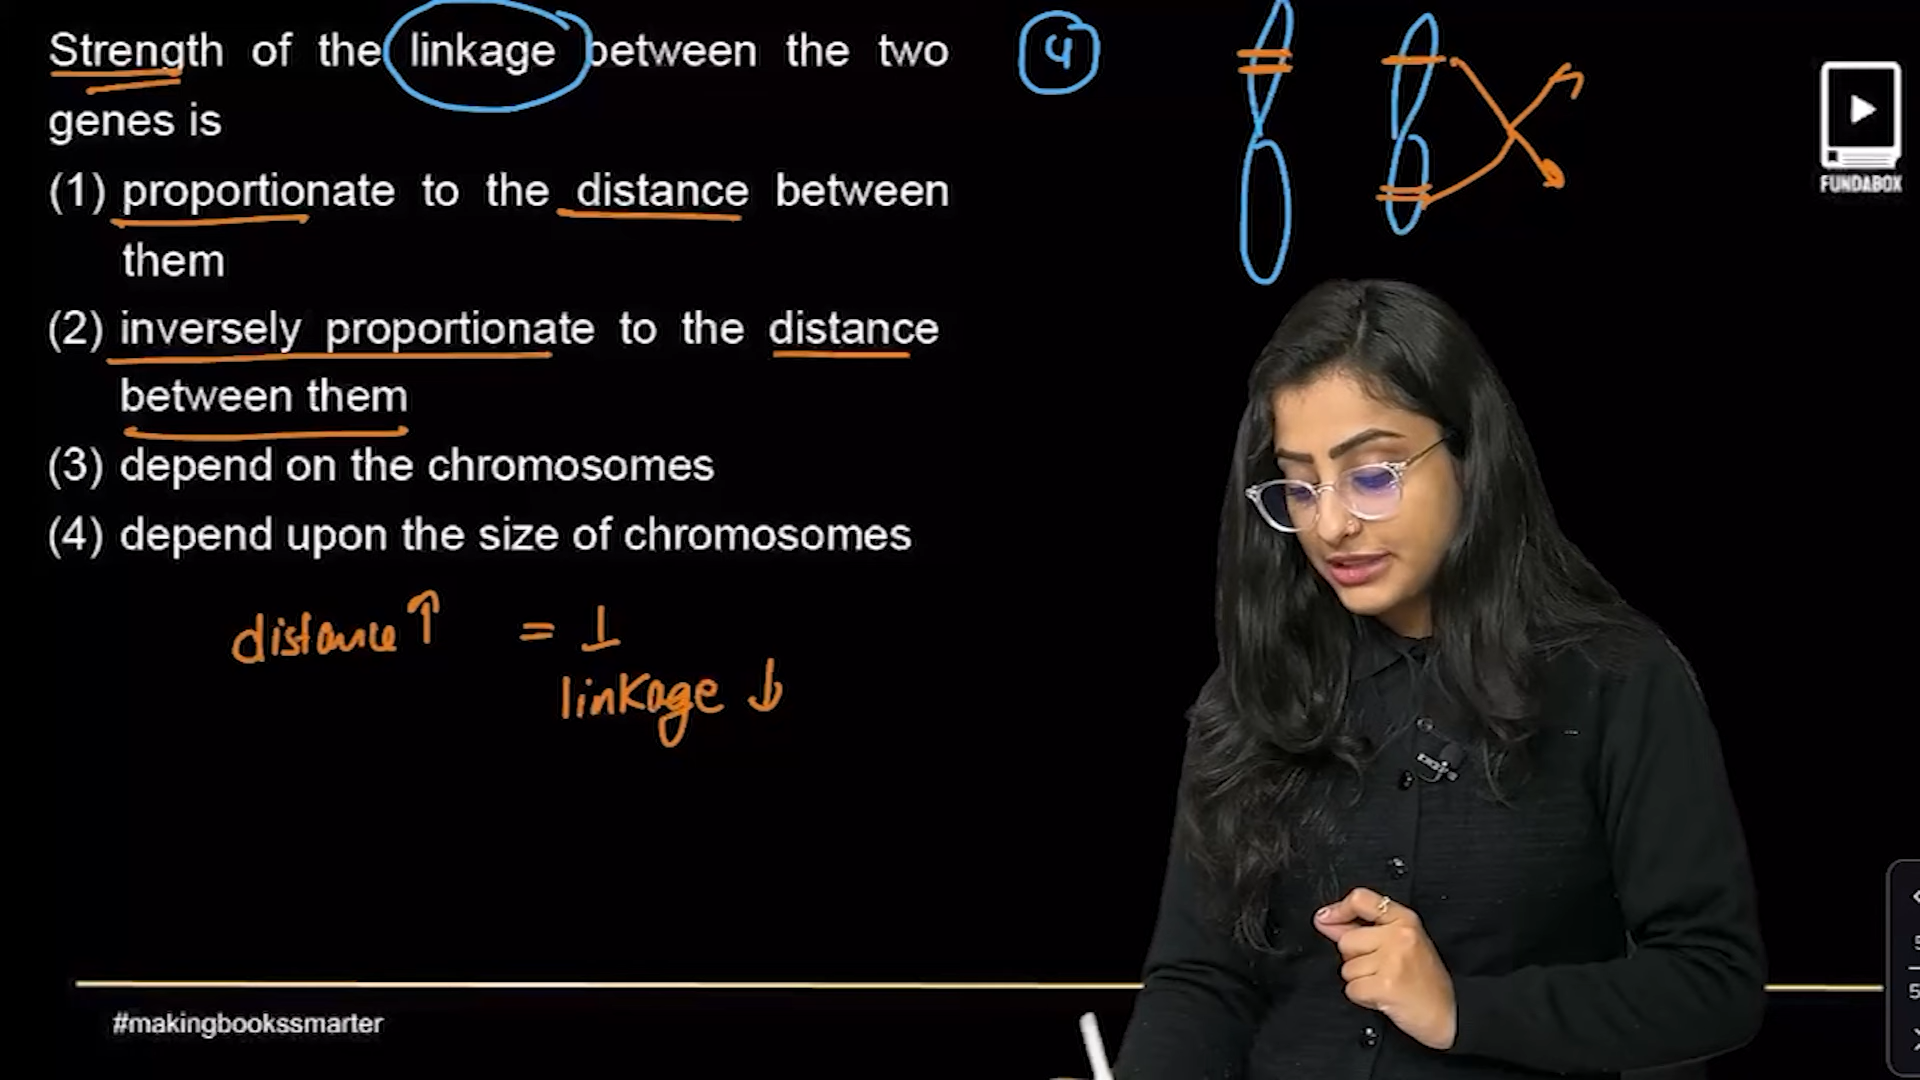 Strength of the linkage between the two
genes is
(1) proportionate to the distance between
them
(2) inversely proportionate to the distance
between them
(3) depend on the chromosomes
(4) depend upon the size of chromosomes
distance ↑ = 1
linkage ↓
4
FUNDABOX
#makingbookssmarter